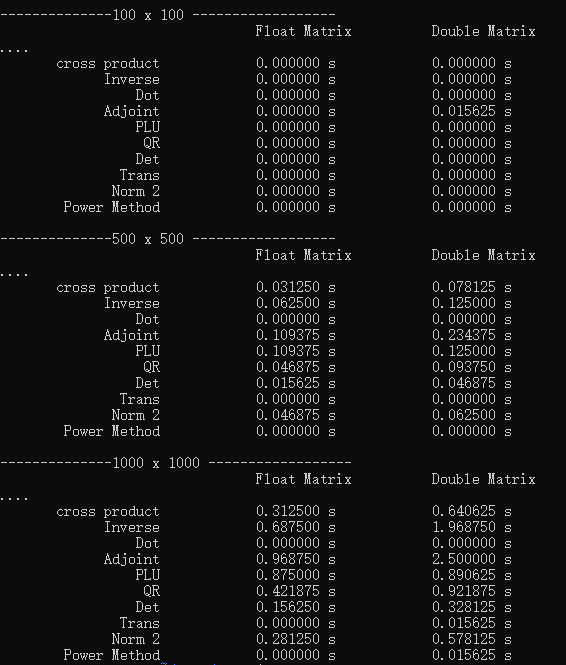 --------------100 x 100 ------------------
Float Matrix Double Matrix
....
cross product 0.000000 s 0.000000 s
Inverse 0.000000 s 0.000000 s
Dot 0.000000 s 0.000000 s
Adjoint 0.000000 s 0.015625 s
PLU 0.000000 s 0.000000 s
QR 0.000000 s 0.000000 s
Det 0.000000 s 0.000000 s
Trans 0.000000 s 0.000000 s
Norm 2 0.000000 s 0.000000 s
Power Method 0.000000 s 0.000000 s
--------------500 x 500 ------------------
Float Matrix Double Matrix
....
cross product 0.031250 s 0.078125 s
Inverse 0.062500 s 0.125000 s
Dot 0.000000 s 0.000000 s
Adjoint 0.109375 s 0.234375 s
PLU 0.109375 s 0.125000 s
QR 0.046875 s 0.093750 s
Det 0.015625 s 0.046875 s
Trans 0.000000 s 0.000000 s
Norm 2 0.046875 s 0.062500 s
Power Method 0.000000 s 0.000000 s
--------------1000 x 1000 ------------------
Float Matrix Double Matrix
....
cross product 0.312500 s 0.640625 s
Inverse 0.687500 s 1.968750 s
Dot 0.000000 s 0.000000 s
Adjoint 0.968750 s 2.500000 s
PLU 0.875000 s 0.890625 s
QR 0.421875 s 0.921875 s
Det 0.156250 s 0.328125 s
Trans 0.000000 s 0.015625 s
Norm 2 0.281250 s 0.578125 s
Power Method 0.000000 s 0.015625 s